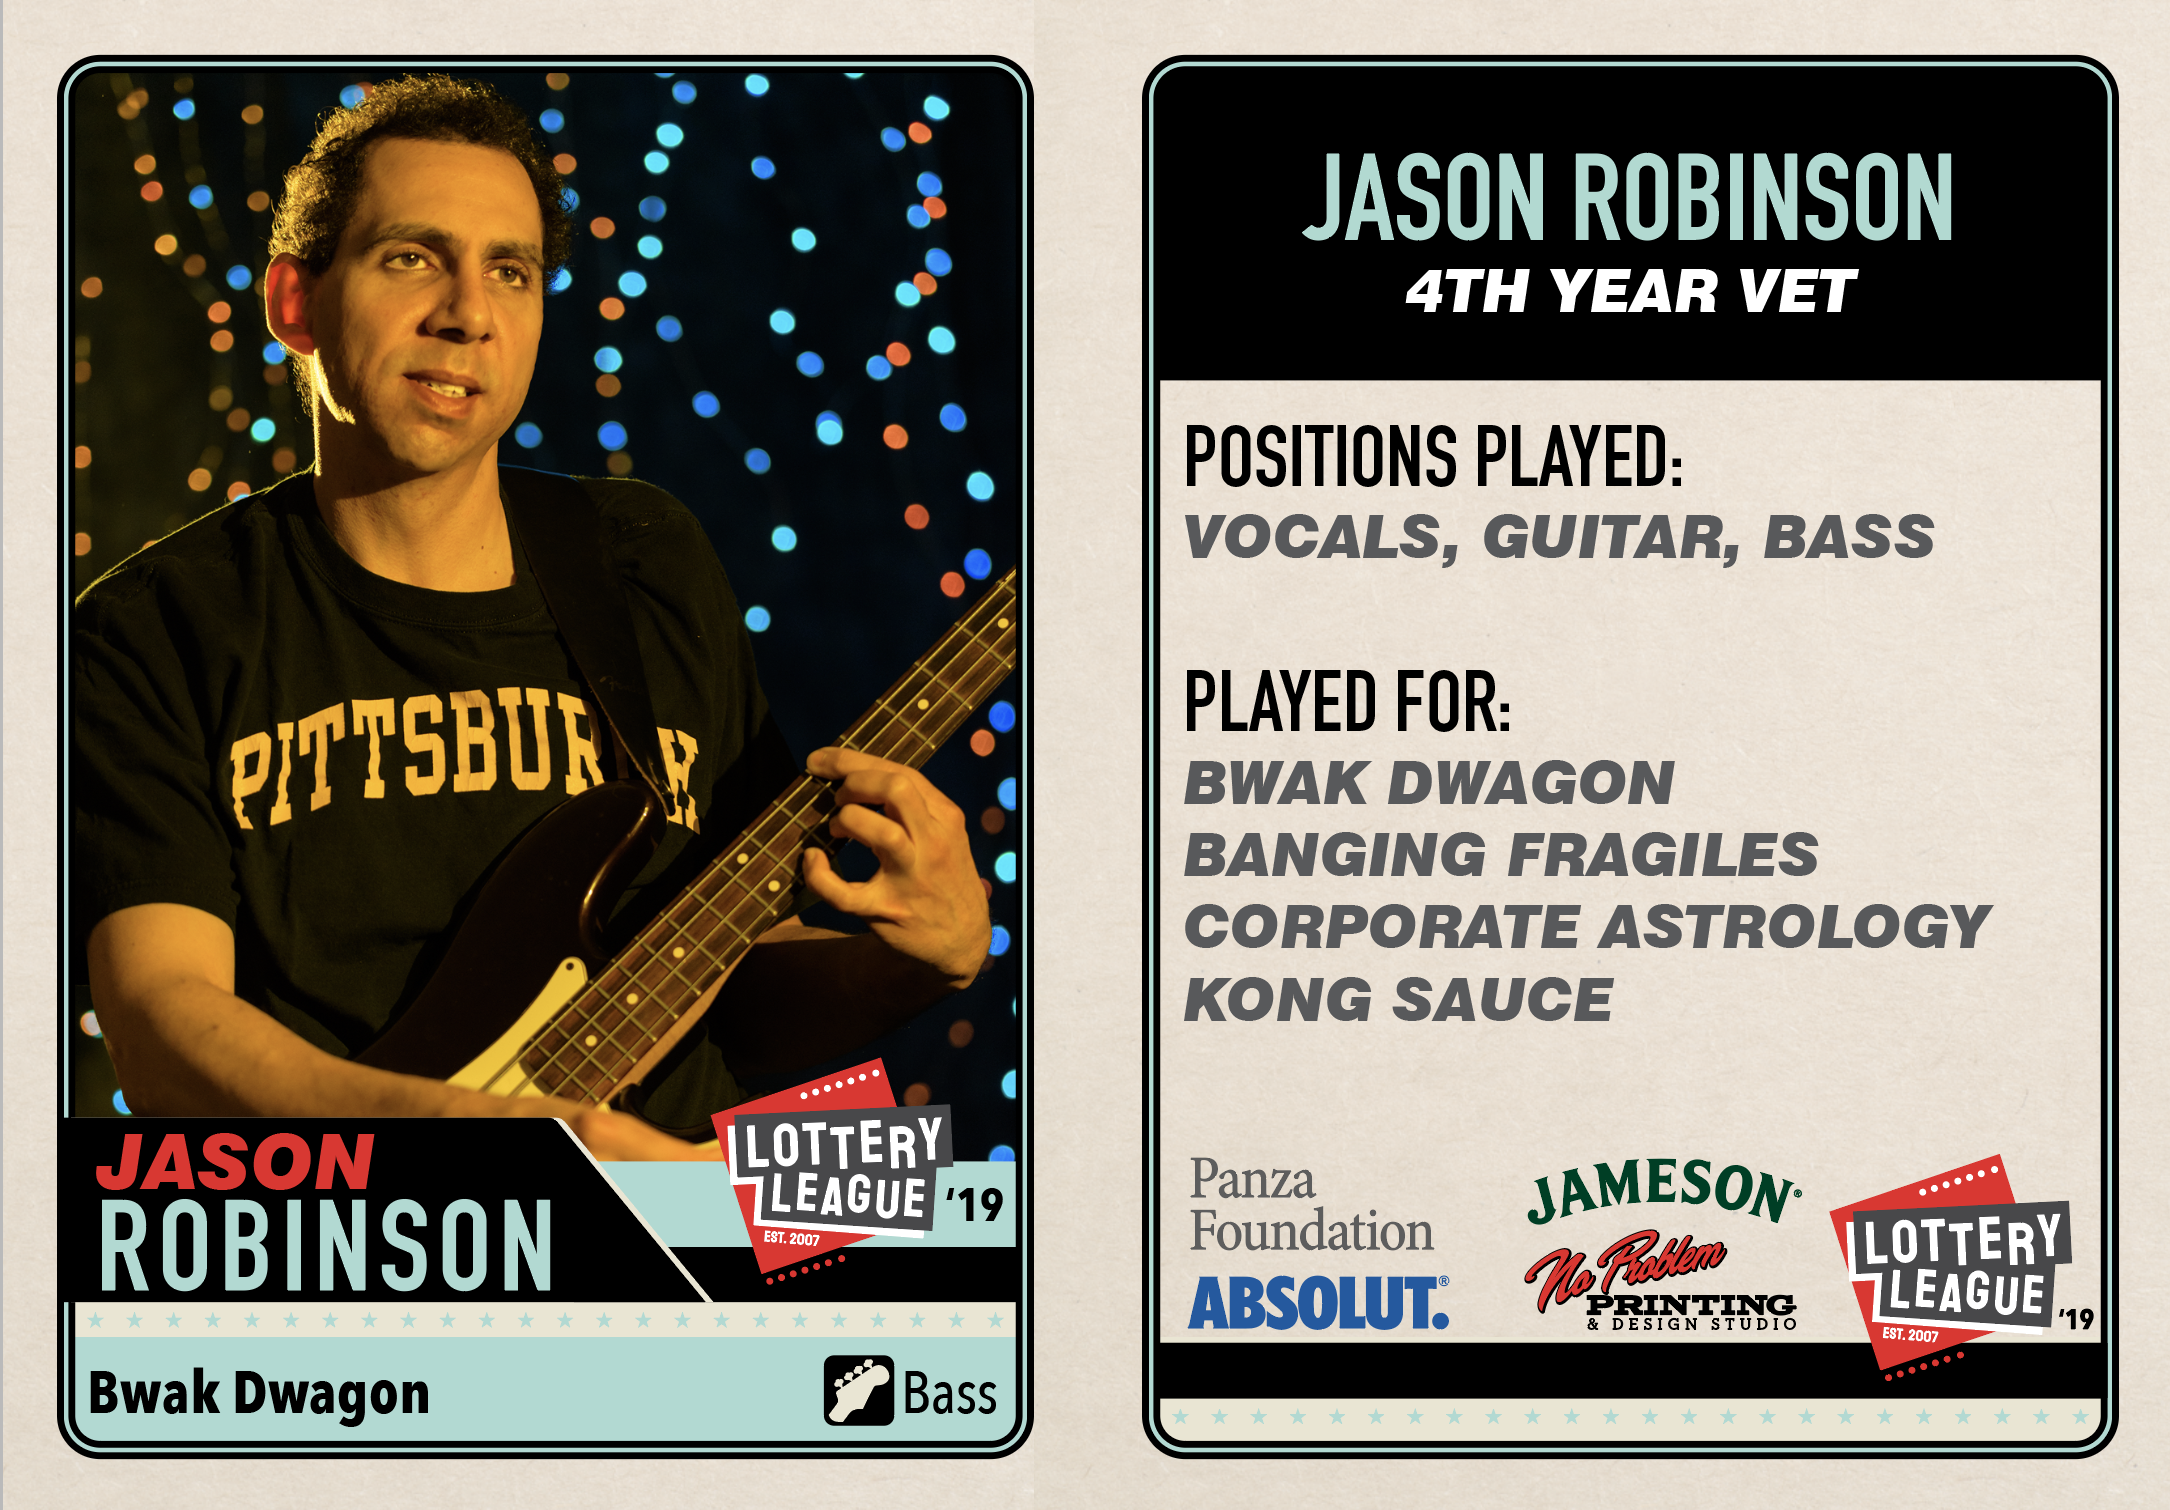 PITTSBURGH
JASON
ROBINSON
LOTTERY
LEAGUE
EST. 2007
'19
Bwak Dwagon
Bass
JASON ROBINSON
4TH YEAR VET
POSITIONS PLAYED:
VOCALS, GUITAR, BASS
PLAYED FOR:
BWAK DWAGON
BANGING FRAGILES
CORPORATE ASTROLOGY
KONG SAUCE
Panza
Foundation
ABSOLUT.®
JAMESON®
No Problem
PRINTING
& DESIGN STUDIO
LOTTERY
LEAGUE
EST. 2007
'19